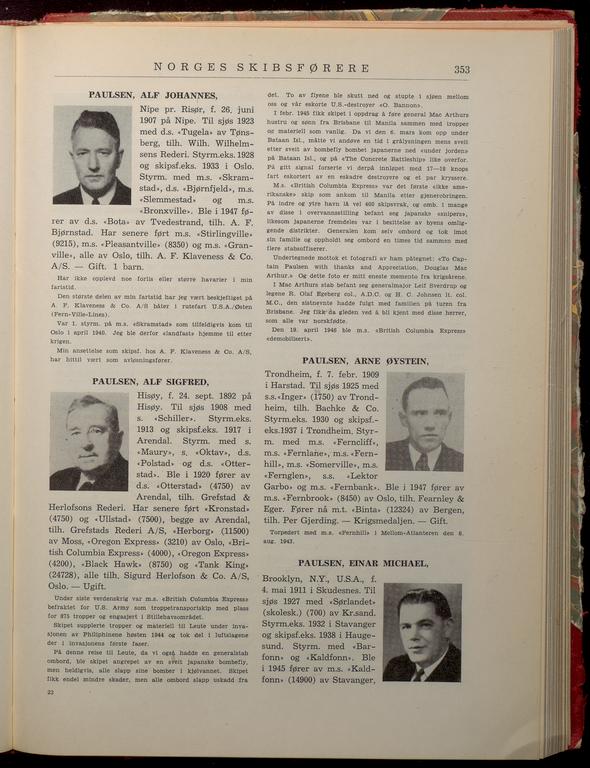 NORGES SKIBSFØRERE 353
PAULSEN, ALF JOHANNES,
Nipe pr. Risør, f. 26. juni
1907 på Nipe. Til sjøs 1923
med d.s. «Tugela» av Tøns-
berg, tilh. Wilh. Wilhelm-
sens Rederi. Styrm.eks. 1928
og skipsf.eks. 1933 i Oslo.
Styrm. med m.s. «Skram-
stad», d.s. «Bjørnfjeld», m.s.
«Slemmestad» og m.s.
«Bronxville». Ble i 1947 fø-
rer av d.s. «Bota» av Tvedestrand, tilh. A. F.
Bjørnstad. Har senere ført m.s. «Stirlingville»
(9215), m.s. «Pleasantville» (8350) og m.s. «Gran-
ville», alle av Oslo, tilh. A. F. Klaveness & Co.
A/S. — Gift. 1 barn.
Har ikke opplevd noe forlis eller større havarier i min
fartstid.
Den største delen av min fartstid har jeg vært beskjeftiget på
A. F. Klaveness & Co. A/S båter i rutefart U.S.A./Østen
(Fern-Ville-Lines).
Var 1. styrm. på m.s. «Skramstad» som tilfeldigvis kom til
Oslo i april 1940. Jeg ble derfor «landfast» hjemme til etter
krigen.
Min ansettelse som skipsf. hos A. F. Klaveness & Co. A/S,
har hittil vært som avløsningsfører.
PAULSEN, ALF SIGFRED,
Hisøy, f. 24. sept. 1892 på
Hisøy. Til sjøs 1908 med
s. «Schiller». Styrm.eks.
1913 og skipsf.eks. 1917 i
Arendal. Styrm. med s.
«Maury», s. «Oktav», d.s.
«Polstad» og d.s. «Otter-
stad». Ble i 1920 fører av
d.s. «Otterstad» (4750) av
Arendal, tilh. Grefstad &
Herlofsons Rederi. Har senere ført «Kronstad»
(4750) og «Ullstad» (7500), begge av Arendal,
tilh. Grefstads Rederi A/S, «Herborg» (11500)
av Moss, «Oregon Express» (3210) av Oslo, «Bri-
tish Columbia Express» (4000), «Oregon Express»
(4200), «Black Hawk» (8750) og «Tank King»
(24728), alle tilh. Sigurd Herlofson & Co. A/S,
Oslo. — Ugift.
Under siste verdenskrig var m.s. «British Columbia Express»
befraktet for U.S. Army som troppetransportskip med plass
for 875 tropper og engasjert i Stillehavsområdet.
Skipet supplerte tropper og materiell til Leute under inva-
sjonen av Philiphinene høsten 1944 og tok del i luftslagene
der i invasjonens første faser.
På denne reise til Leute, da vi også hadde en generalstab
ombord, ble skipet angrepet av en sveit japanske bombefly,
men heldigvis, alle slapp sine bomber i kjølvannet. Skipet
fikk endel mindre skader, men alle ombord slapp uskadd fra
23
det. To av flyene ble skutt ned og stupte i sjøen mellom
oss og vår eskorte U.S.-destroyer «O. Bannon».
I febr. 1945 fikk skipet i oppdrag å føre general Mac Arthurs
hustru og sønn fra Brisbane til Manila sammen med tropper
og materiell som vanlig. Da vi den 6. mars kom opp under
Bataan Isl., måtte vi andøve en tid i grålysningen mens sveit
etter sveit av bombefly bombet japanerne ned under jorden
på Bataan Isl., og på «The Concrete Battleship» like overfor.
På gitt signal forserte vi derpå innløpet med 17—18 knops
fart eskortert av en eskadre destroyere og et par kryssere.
M.s. «British Columbia Express» var det første «ikke ame-
rikanske» skip som ankom til Manila etter gjenerobringen.
På indre og ytre havn lå vel 400 skipsvrak, og omb. i mange
av disse i overvannsstilling befant seg japanske «snipers»,
likesom japanerne fremdeles var i besittelse av byens omlig-
gende distrikter. Generalen kom selv ombord og tok imot
sin familie og oppholdt seg ombord en times tid sammen med
flere stabsoffiserer.
Undertegnede mottok et fotografi av ham påtegnet: «To Cap-
tain Paulsen with thanks and Appreciation, Douglas Mac
Arthur.» Og dette foto er mitt eneste memento fra krigsårene.
I Mac Arthurs stab befant seg generalmajor Leif Sverdrup og
legene R. Olaf Egeberg col., A.D.C. og H. C. Johnsen lt. col.
M.C., den sistnevnte hadde fulgt med familien på turen fra
Brisbane. Jeg fikk da gleden ved å bli kjent med disse herrer,
som alle var norskfødte.
Den 19. april 1946 ble m.s. «British Columbia Express»
«demobilisert».
PAULSEN, ARNE ØYSTEIN,
Trondheim, f. 7. febr. 1909
i Harstad. Til sjøs 1925 med
s.s. «Inger» (1750) av Trond-
heim, tilh. Bachke & Co.
Styrm.eks. 1930 og skipsf.-
eks.1937 i Trondheim. Styr-
m. med m.s. «Ferncliff»,
m.s. «Fernlane», m.s. «Fern-
hill», m.s. «Somerville», m.s.
«Fernglen», s.s. «Lektor
Garbo» og m.s. «Fernbank». Ble i 1947 fører av
m.s. «Fernbrook» (8450) av Oslo, tilh. Fearnley &
Eger. Fører nå m.t. «Binta» (12324) av Bergen,
tilh. Per Gjerding. — Krigsmedaljen. — Gift.
Torpedert med m.s. «Fernhill» i Mellom-Atlanteren den 8.
aug. 1943.
PAULSEN, EINAR MICHAEL,
Brooklyn, N.Y., U.S.A., f.
4. mai 1911 i Skudesnes. Til
sjøs 1927 med «Sørlandet»
(skolesk.) (700) av Kr.sand.
Styrm.eks. 1932 i Stavanger
og skipsf.eks. 1938 i Hauge-
sund. Styrm. med «Bar-
fonn» og «Kaldfonn». Ble
i 1945 fører av m.s. «Kald-
fonn» (14900) av Stavanger,